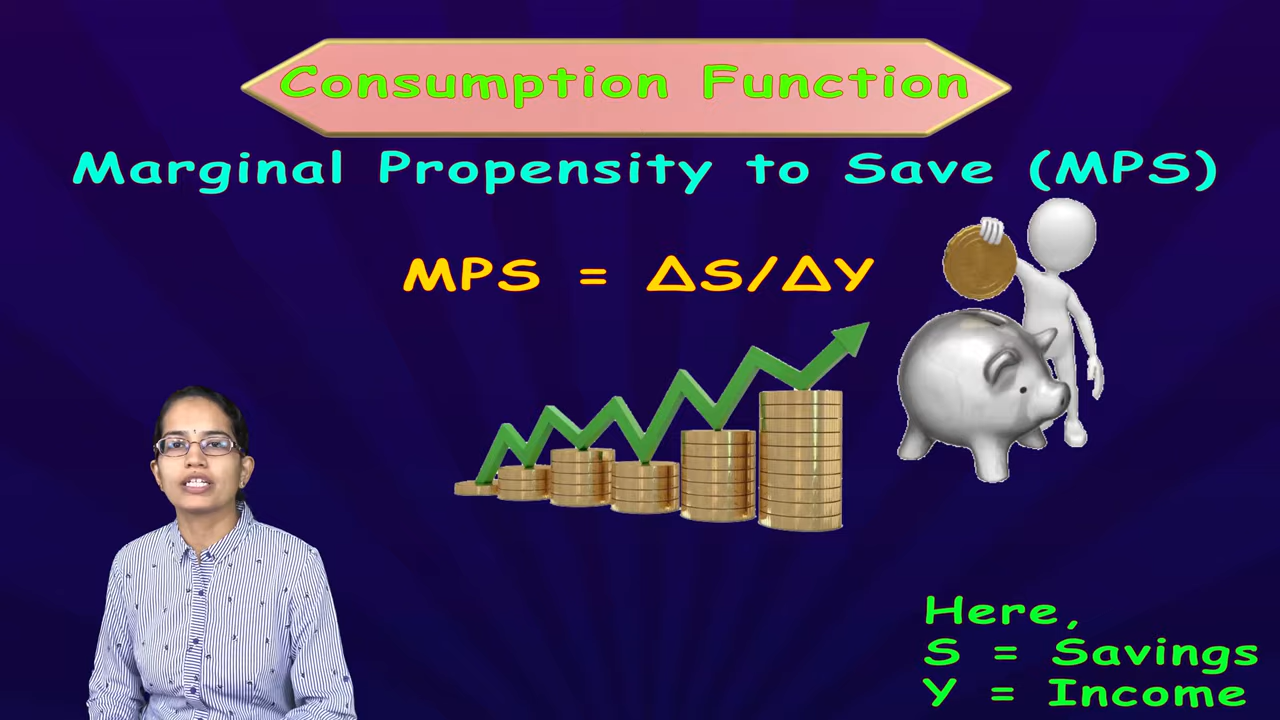 Consumption Function
Marginal Propensity to Save (MPS)
MPS = ΔS/ΔY
Here,
S = Savings
Y = Income